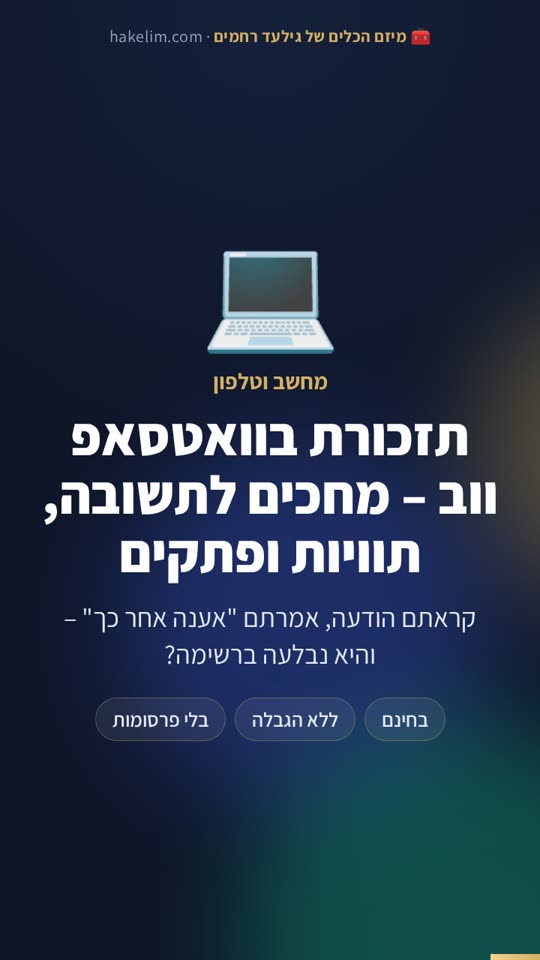 🧰 מיזם הכלים של גילעד רחמים · hakelim.com
מחשב וטלפון
תזכורת בוואטסאפ
ווב – מחכים לתשובה,
תוויות ופתקים
קראתם הודעה, אמרתם "אענה אחר כך" –
והיא נבלעה ברשימה?
בחינם
ללא הגבלה
בלי פרסומות